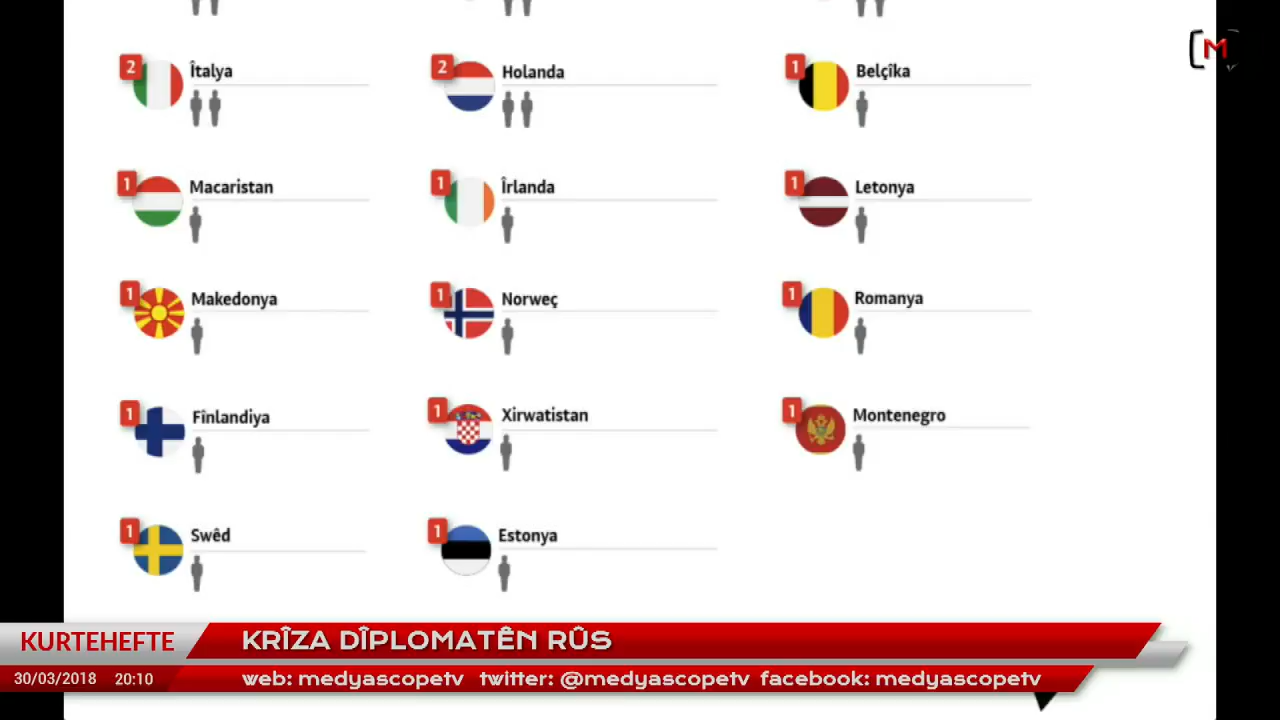 2 Îtalya
2 Holanda
1 Belçîka
1 Macaristan
1 Îrlanda
1 Letonya
1 Makedonya
1 Norweç
1 Romanya
1 Fînlandiya
1 Xirwatistan
1 Montenegro
1 Swêd
1 Estonya
[M
KURTEHEFTE
KRÎZA DÎPLOMATÊN RÛS
30/03/2018 20:10
web: medyascopetv twitter: @medyascopetv facebook: medyascopetv